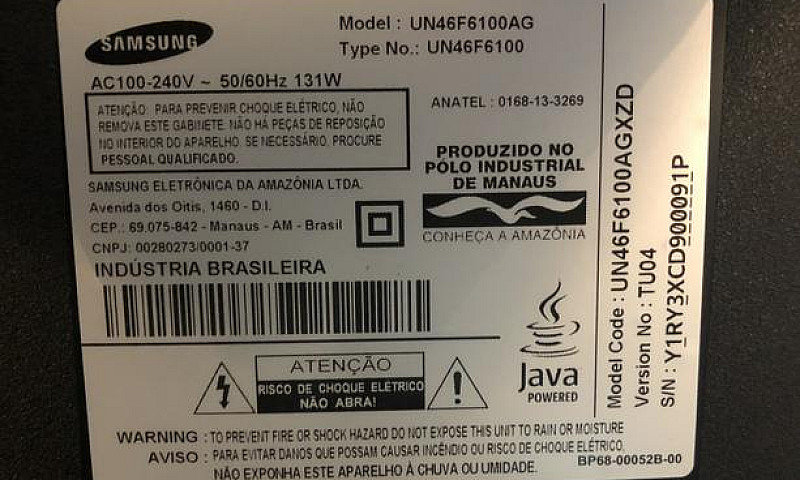 SAMSUNG
Model : UN46F6100AG
Type No.: UN46F6100
AC100-240V ~ 50/60Hz 131W
ATENÇÃO: PARA PREVENIR CHOQUE ELÉTRICO, NÃO
REMOVA ESTE GABINETE. NÃO HÁ PEÇAS DE REPOSIÇÃO
NO INTERIOR DO APARELHO. SE NECESSÁRIO, PROCURE
PESSOAL QUALIFICADO.
ANATEL : 0168-13-3269
SAMSUNG ELETRÔNICA DA AMAZÔNIA LTDA.
Avenida dos Oitis, 1460 - D.I.
CEP.: 69.075-842 - Manaus - AM - Brasil
CNPJ: 00280273/0001-37
INDÚSTRIA BRASILEIRA
PRODUZIDO NO
PÓLO INDUSTRIAL
DE MANAUS
CONHEÇA A AMAZÔNIA
Java
POWERED
ATENÇÃO
RISCO DE CHOQUE ELÉTRICO
NÃO ABRA!
WARNING : TO PREVENT FIRE OR SHOCK HAZARD DO NOT EXPOSE THIS UNIT TO RAIN OR MOISTURE
AVISO : PARA EVITAR DANOS QUE POSSAM CAUSAR INCÊNDIO OU RISCO DE CHOQUE ELÉTRICO,
NÃO EXPONHA ESTE APARELHO À CHUVA OU UMIDADE.
BP68-00052B-00
Model Code : UN46F6100AGXZD
Version No : TU04
S/N : Y1RY3XCD900091P